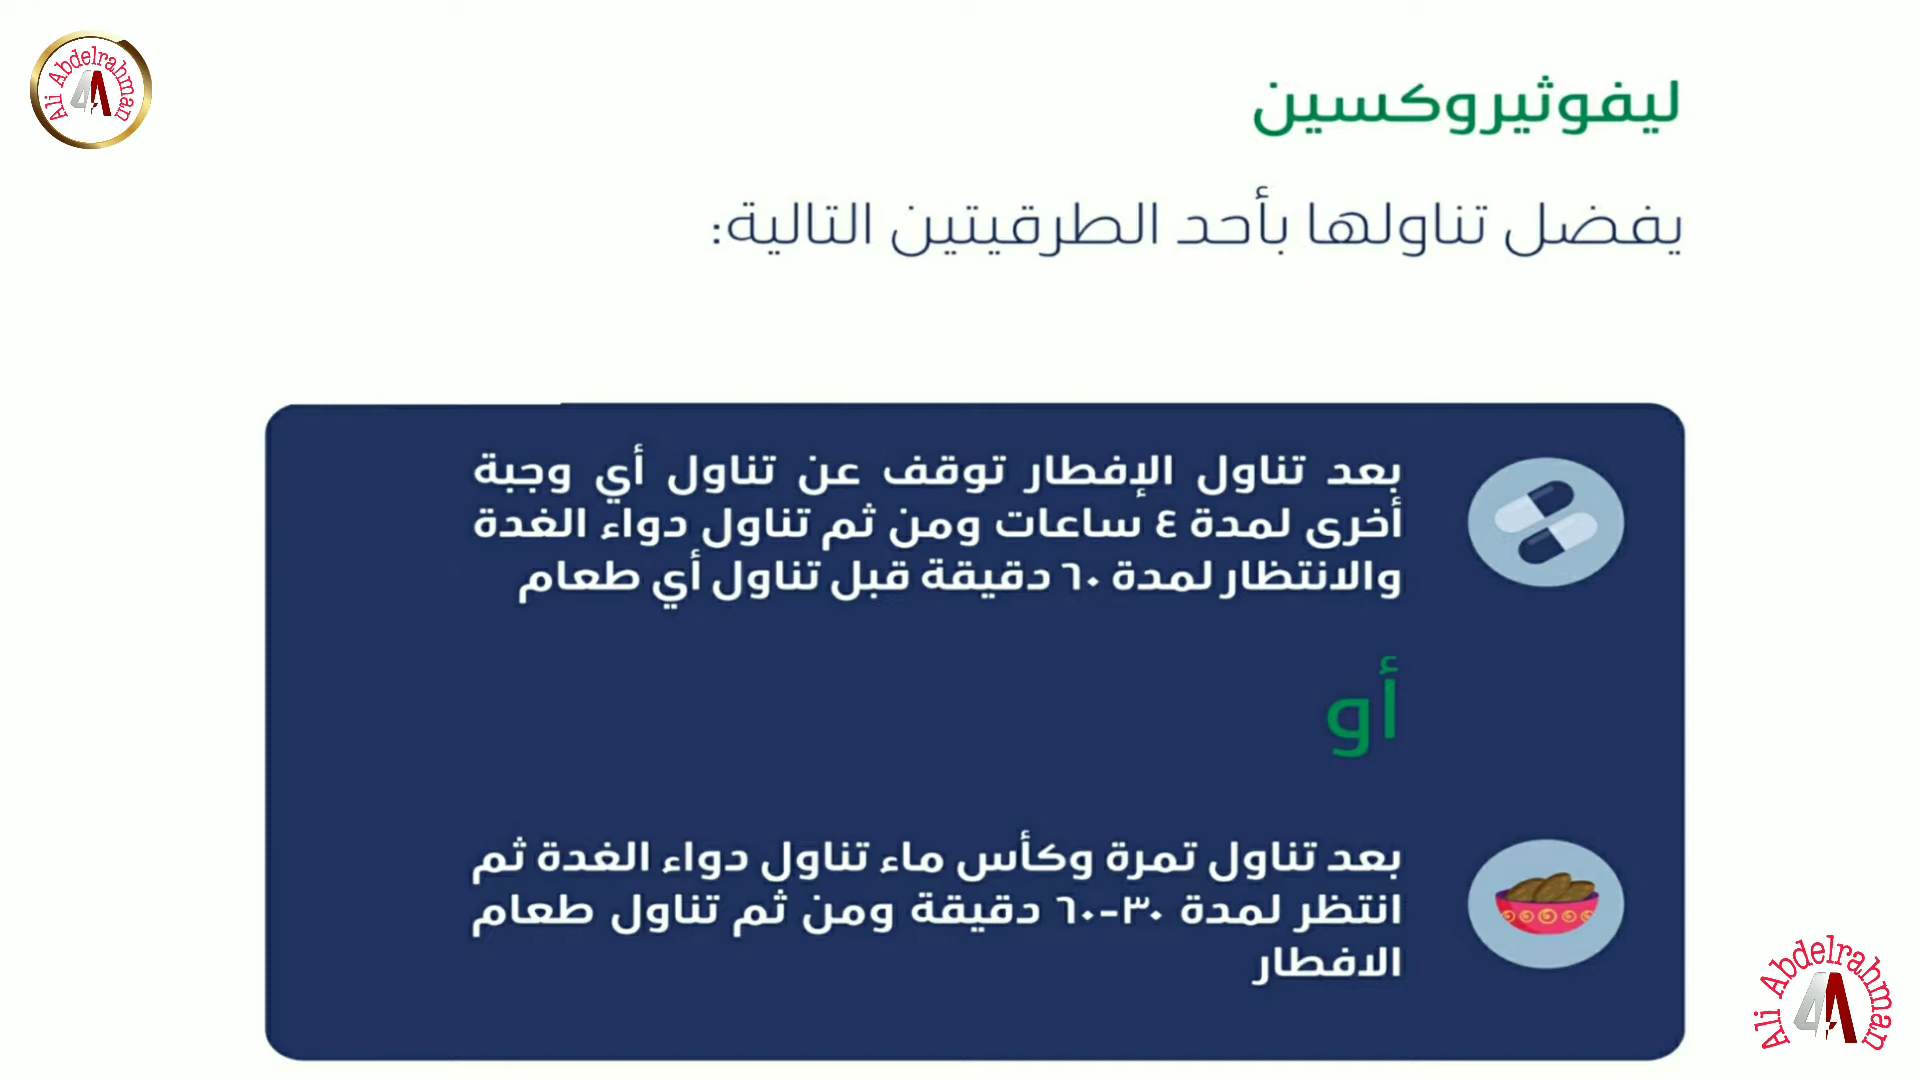 Ali Abdelrahman
ليفوثيروكسين
يفضل تناولها بأحد الطرقيتين التالية:
بعد تناول الإفطار توقف عن تناول أي وجبة
أخرى لمدة ٤ ساعات ومن ثم تناول دواء الغدة
والانتظار لمدة ٦٠ دقيقة قبل تناول أي طعام
أو
بعد تناول تمرة وكأس ماء تناول دواء الغدة ثم
انتظر لمدة ٣٠-٦٠ دقيقة ومن ثم تناول طعام
الافطار
Ali Abdelrahman